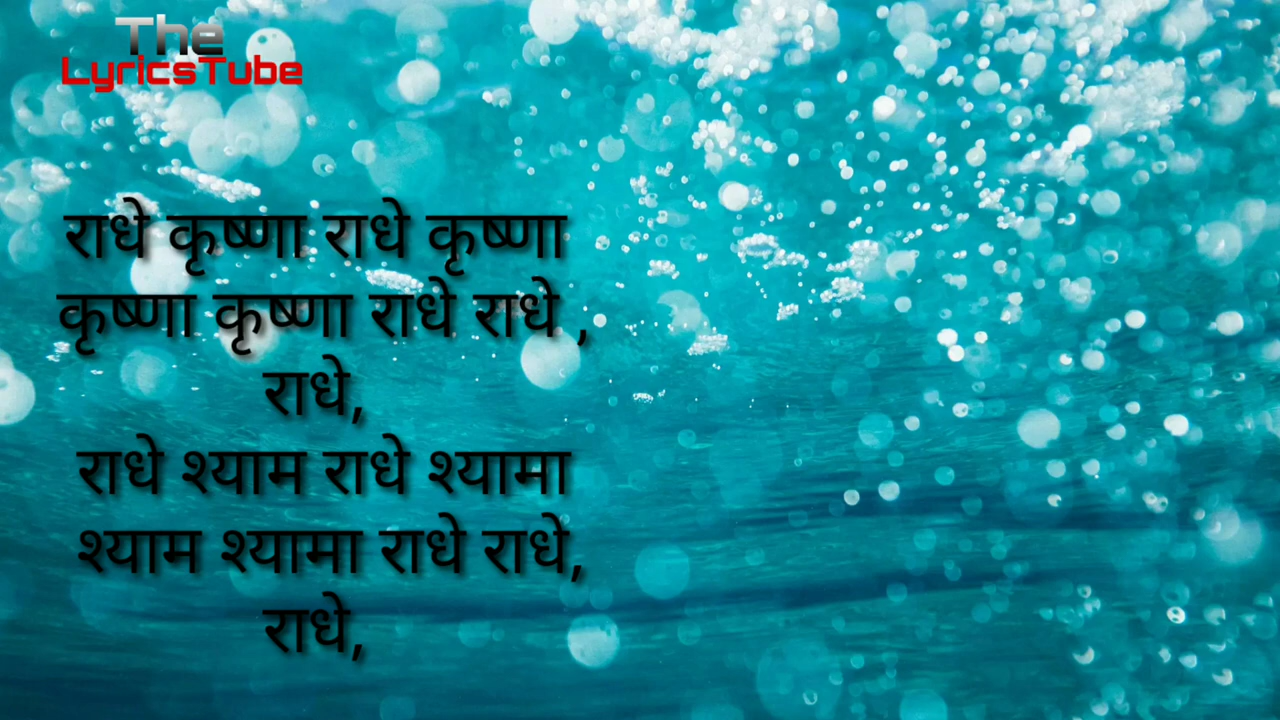 The
LyricsTube
राधे कृष्णा राधे कृष्णा
कृष्णा कृष्णा राधे राधे ,
राधे,
राधे श्याम राधे श्यामा
श्याम श्यामा राधे राधे,
राधे,